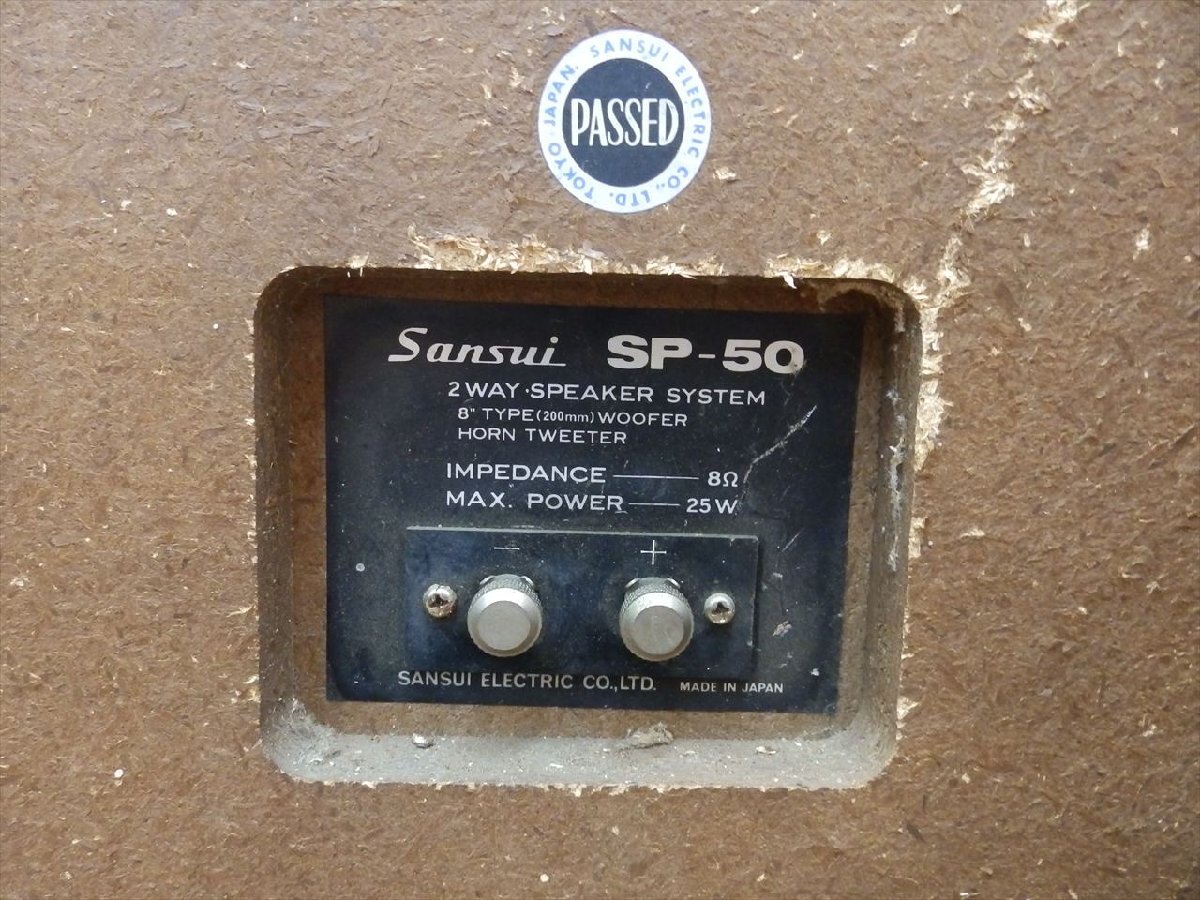 SANSUI ELECTRIC CO., LTD. TOKYO JAPAN.
PASSED
Sansui SP-50
2 WAY·SPEAKER SYSTEM
8" TYPE (200mm) WOOFER
HORN TWEETER
IMPEDANCE —— 8Ω
MAX. POWER —— 25W
− +
SANSUI ELECTRIC CO.,LTD. MADE IN JAPAN